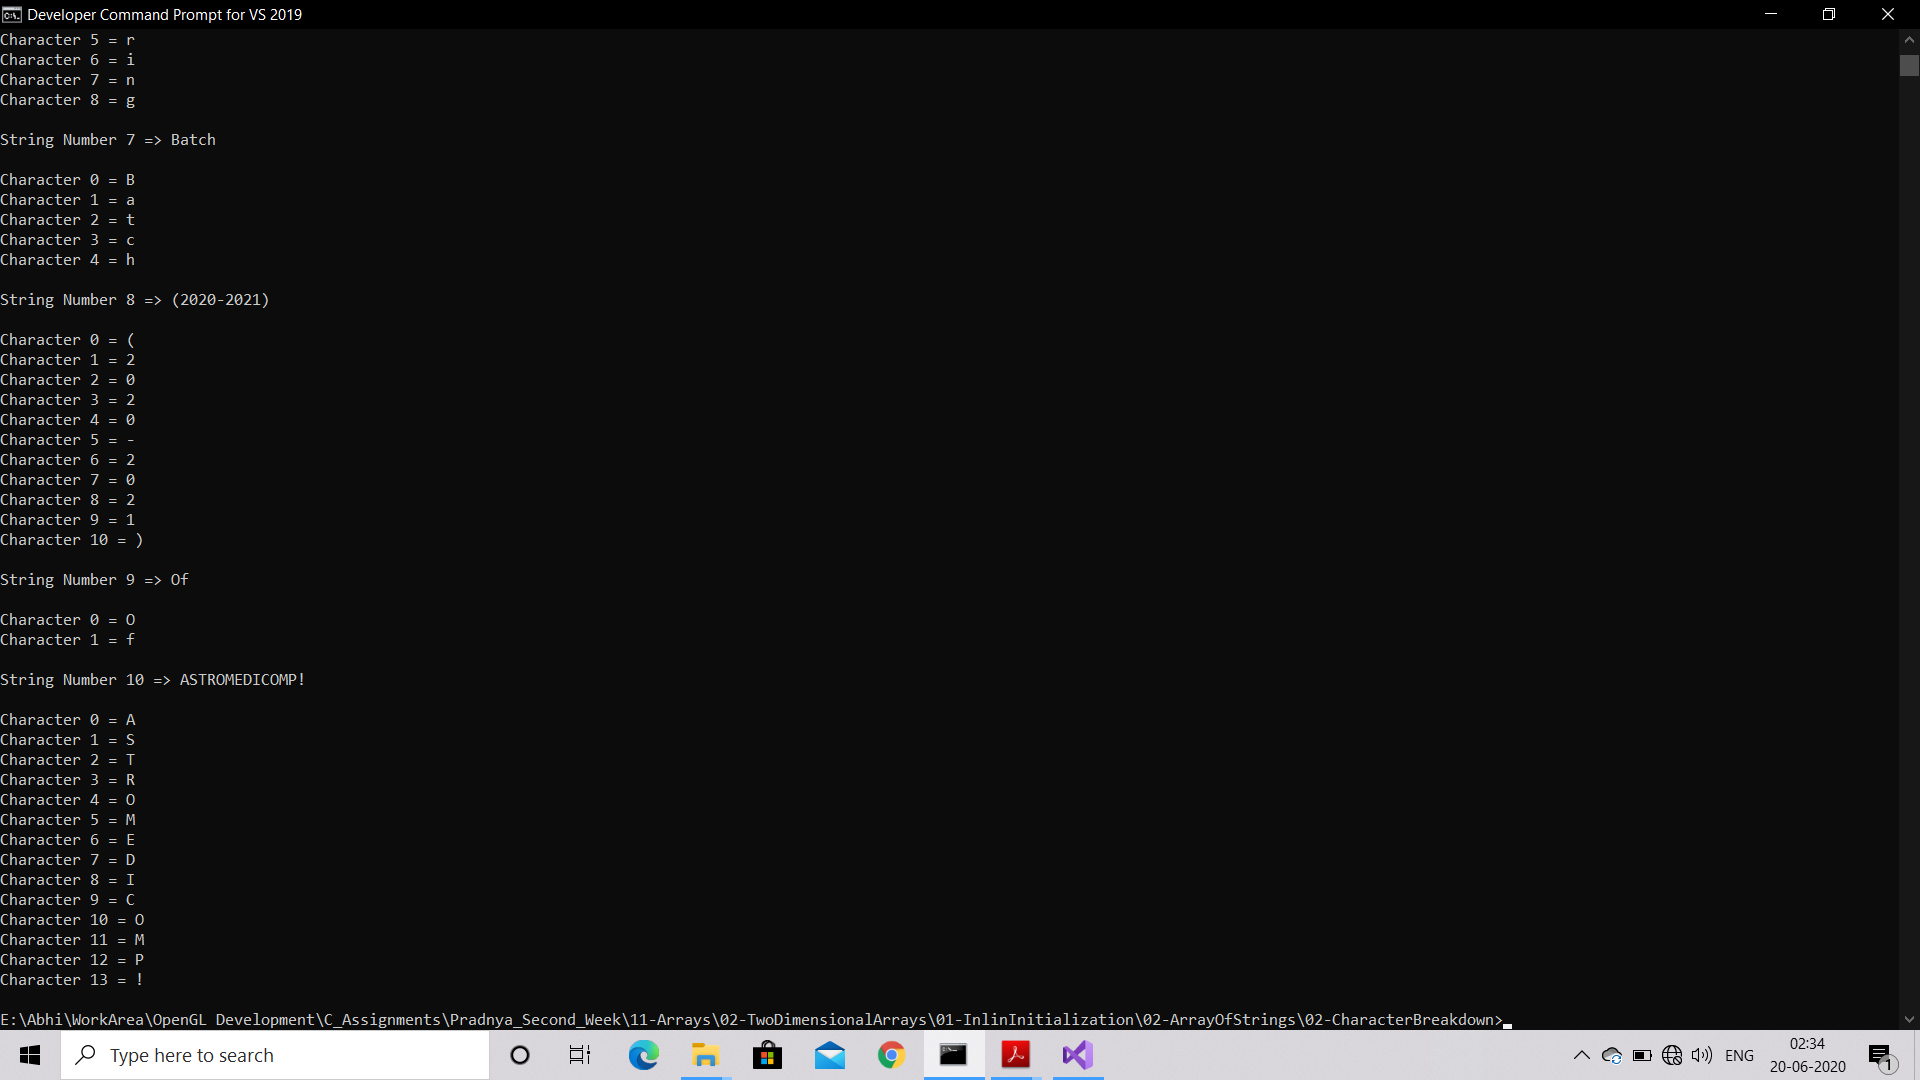 Developer Command Prompt for VS 2019
Character 5 = r
Character 6 = i
Character 7 = n
Character 8 = g
String Number 7 => Batch
Character 0 = B
Character 1 = a
Character 2 = t
Character 3 = c
Character 4 = h
String Number 8 => (2020-2021)
Character 0 = (
Character 1 = 2
Character 2 = 0
Character 3 = 2
Character 4 = 0
Character 5 = -
Character 6 = 2
Character 7 = 0
Character 8 = 2
Character 9 = 1
Character 10 = )
String Number 9 => Of
Character 0 = O
Character 1 = f
String Number 10 => ASTROMEDICOMP!
Character 0 = A
Character 1 = S
Character 2 = T
Character 3 = R
Character 4 = O
Character 5 = M
Character 6 = E
Character 7 = D
Character 8 = I
Character 9 = C
Character 10 = O
Character 11 = M
Character 12 = P
Character 13 = !
E:\Abhi\WorkArea\OpenGL Development\C_Assignments\Pradnya_Second_Week\11-Arrays\02-TwoDimensionalArrays\01-InlinInitialization\02-ArrayOfStrings\02-CharacterBreakdown>
Type here to search
ENG
02:34
20-06-2020
1